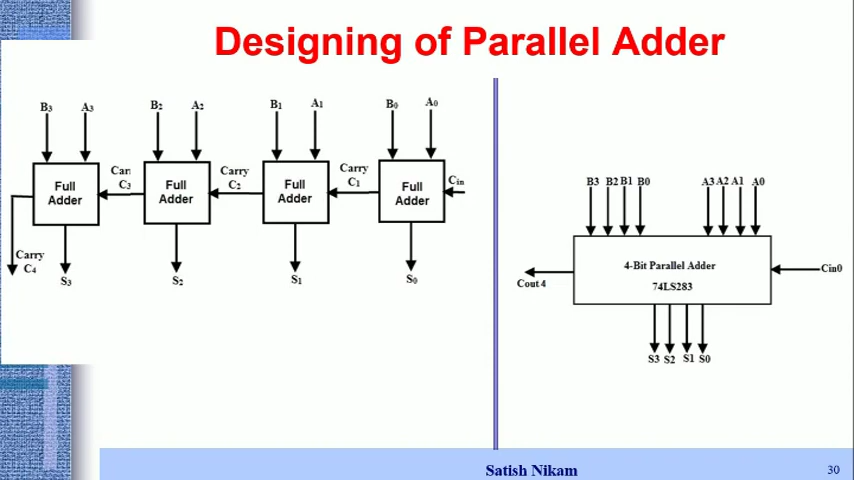 Designing of Parallel Adder
B3 A3 B2 A2 B1 A1 B0 A0
Full Adder
Carry C3
Full Adder
Carry C2
Full Adder
Carry C1
Full Adder
Cin
Carry C4
S3 S2 S1 S0
B3 B2 B1 B0 A3 A2 A1 A0
4-Bit Parallel Adder
74LS283
Cin0
Cout 4
S3 S2 S1 S0
Satish Nikam
30